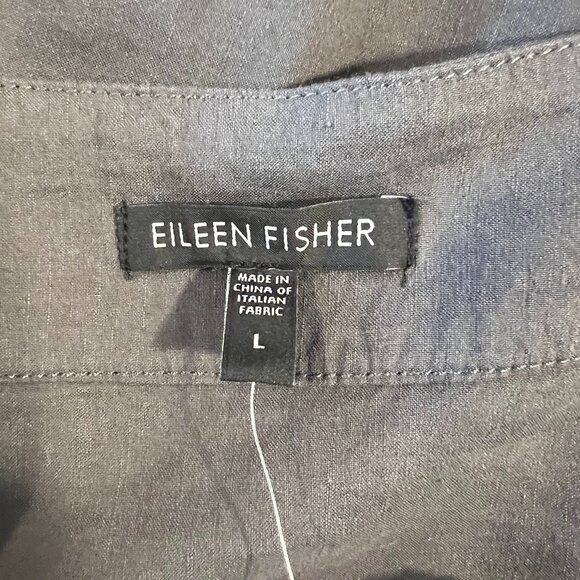 EILEEN FISHER
MADE IN
CHINA OF
ITALIAN
FABRIC
L